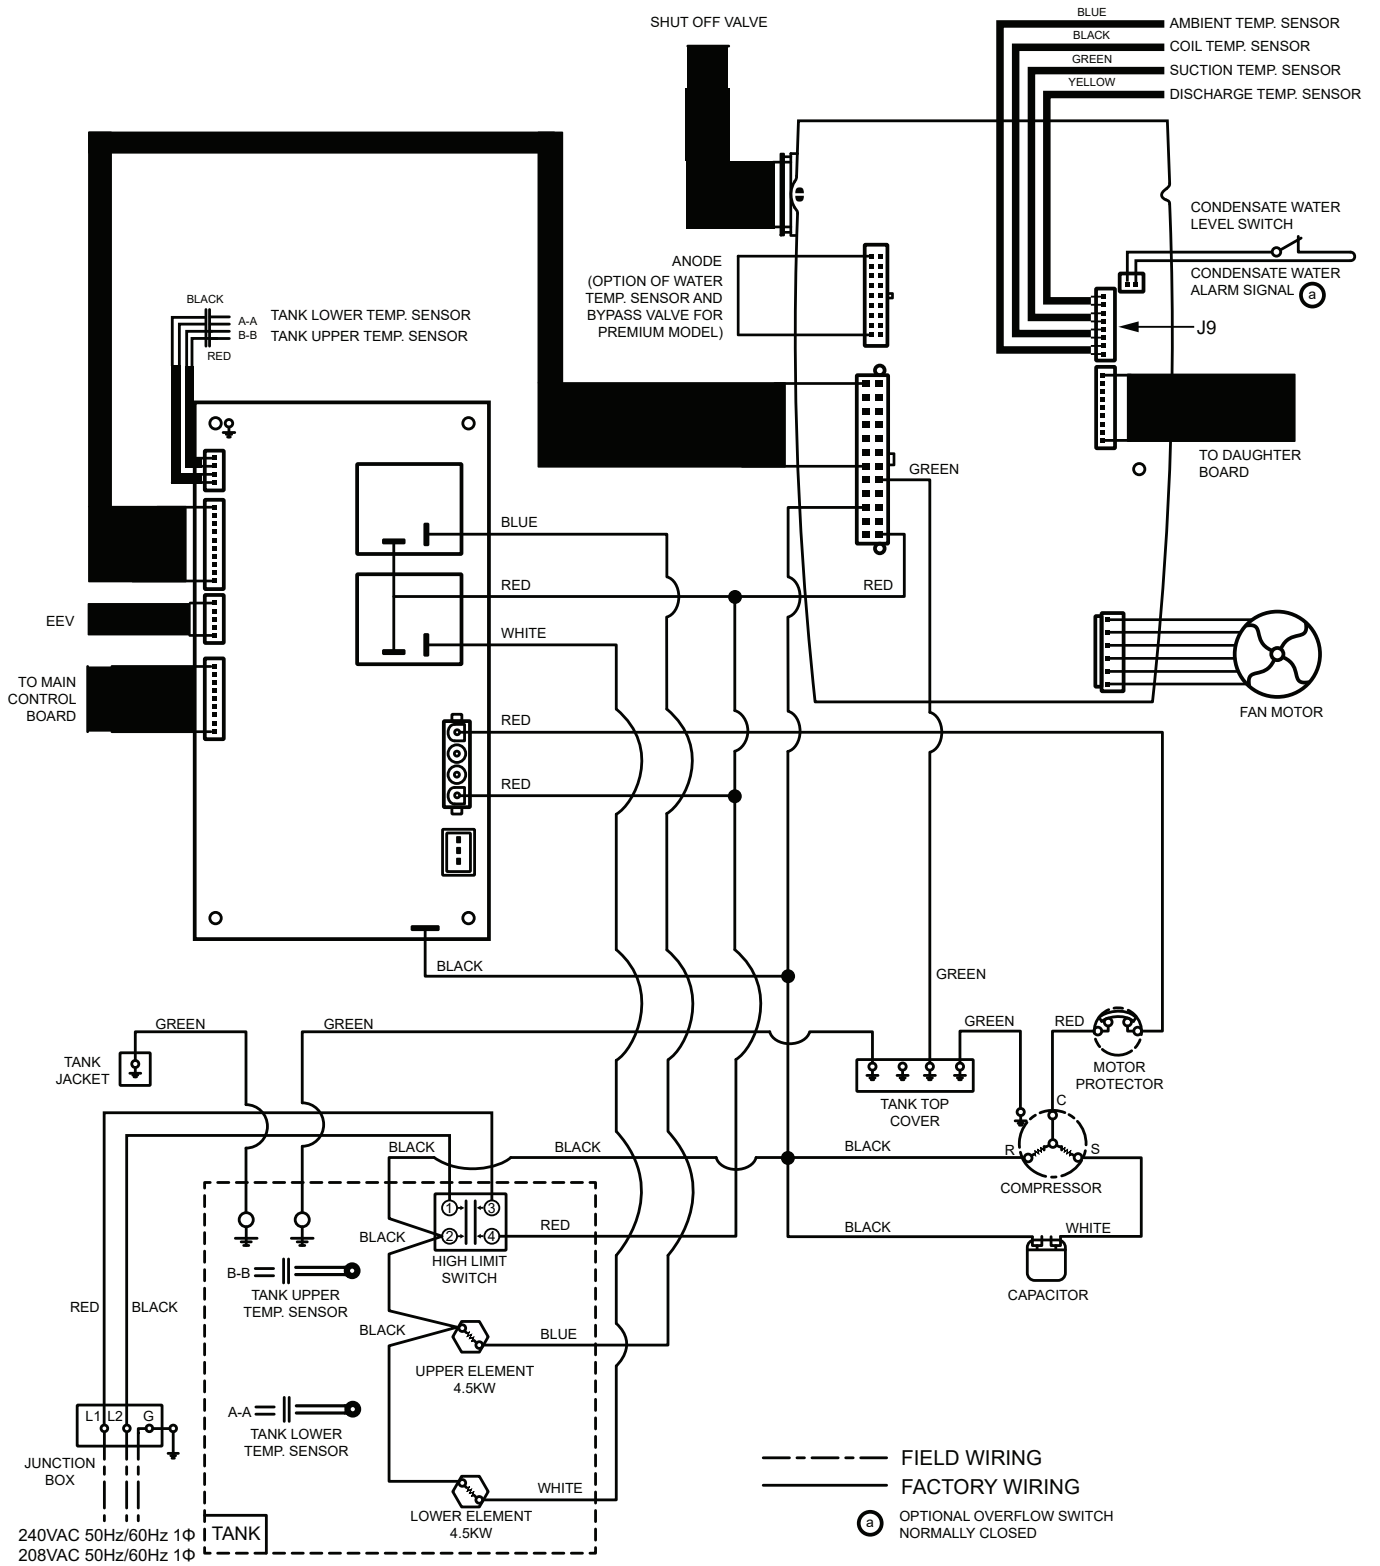 SHUT OFF VALVE
BLUE
AMBIENT TEMP. SENSOR
BLACK
COIL TEMP. SENSOR
GREEN
SUCTION TEMP. SENSOR
YELLOW
DISCHARGE TEMP. SENSOR
CONDENSATE WATER
LEVEL SWITCH
CONDENSATE WATER
ALARM SIGNAL a
J9
ANODE
(OPTION OF WATER
TEMP. SENSOR AND
BYPASS VALVE FOR
PREMIUM MODEL)
BLACK
A-A TANK LOWER TEMP. SENSOR
B-B TANK UPPER TEMP. SENSOR
RED
TO DAUGHTER
BOARD
GREEN
BLUE
RED
RED
WHITE
EEV
TO MAIN
CONTROL
BOARD
FAN MOTOR
RED
RED
BLACK
GREEN
GREEN
GREEN
GREEN
RED
TANK
JACKET
MOTOR
PROTECTOR
TANK TOP
COVER
C
R
S
COMPRESSOR
BLACK
BLACK
BLACK
1
3
2
4
BLACK
RED
HIGH LIMIT
SWITCH
BLACK
WHITE
CAPACITOR
B-B
TANK UPPER
TEMP. SENSOR
RED
BLACK
BLACK
BLUE
UPPER ELEMENT
4.5KW
A-A
TANK LOWER
TEMP. SENSOR
L1 L2 G
JUNCTION
BOX
WHITE
LOWER ELEMENT
4.5KW
TANK
240VAC 50Hz/60Hz 1Φ
208VAC 50Hz/60Hz 1Φ
FIELD WIRING
FACTORY WIRING
a OPTIONAL OVERFLOW SWITCH
NORMALLY CLOSED